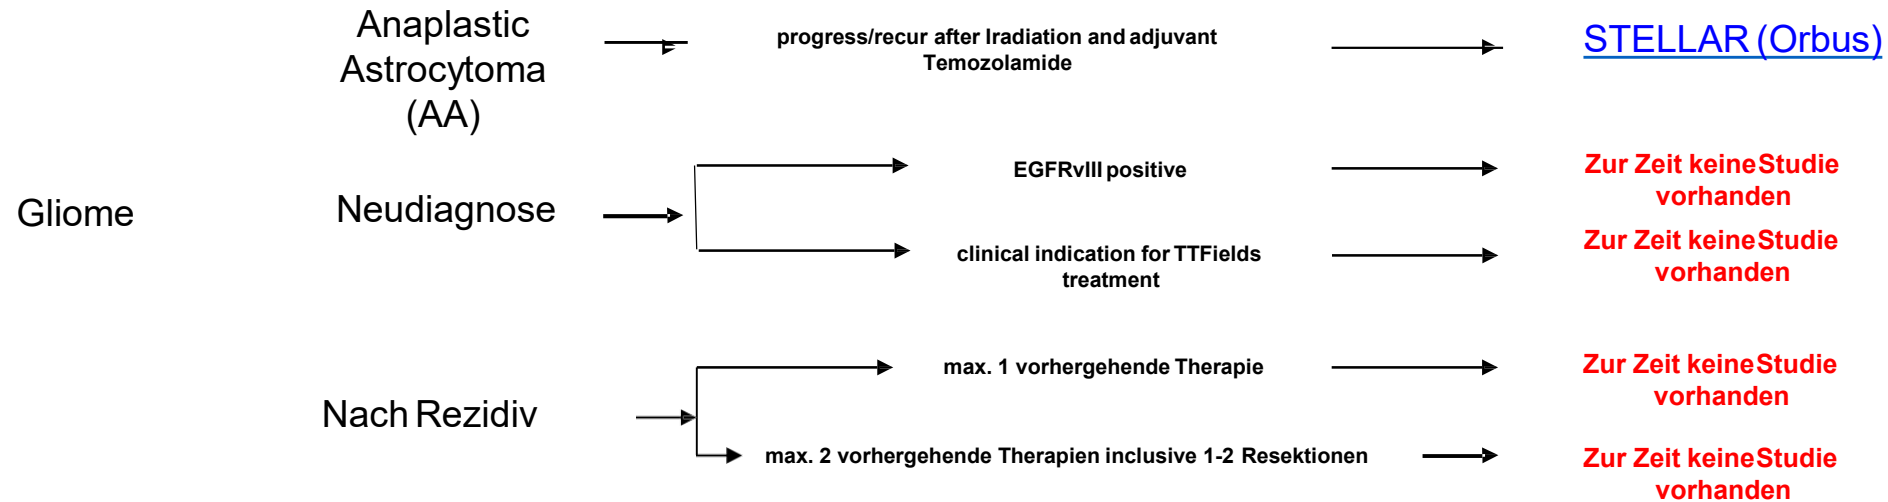 Anaplastic
Astrocytoma
(AA)
progress/recur after Iradiation and adjuvant
Temozolamide
STELLAR (Orbus)
Gliome
Neudiagnose
EGFRvIII positive
Zur Zeit keine Studie
vorhanden
clinical indication for TTFields
treatment
Zur Zeit keine Studie
vorhanden
Nach Rezidiv
max. 1 vorhergehende Therapie
Zur Zeit keine Studie
vorhanden
max. 2 vorhergehende Therapien inclusive 1-2 Resektionen
Zur Zeit keine Studie
vorhanden